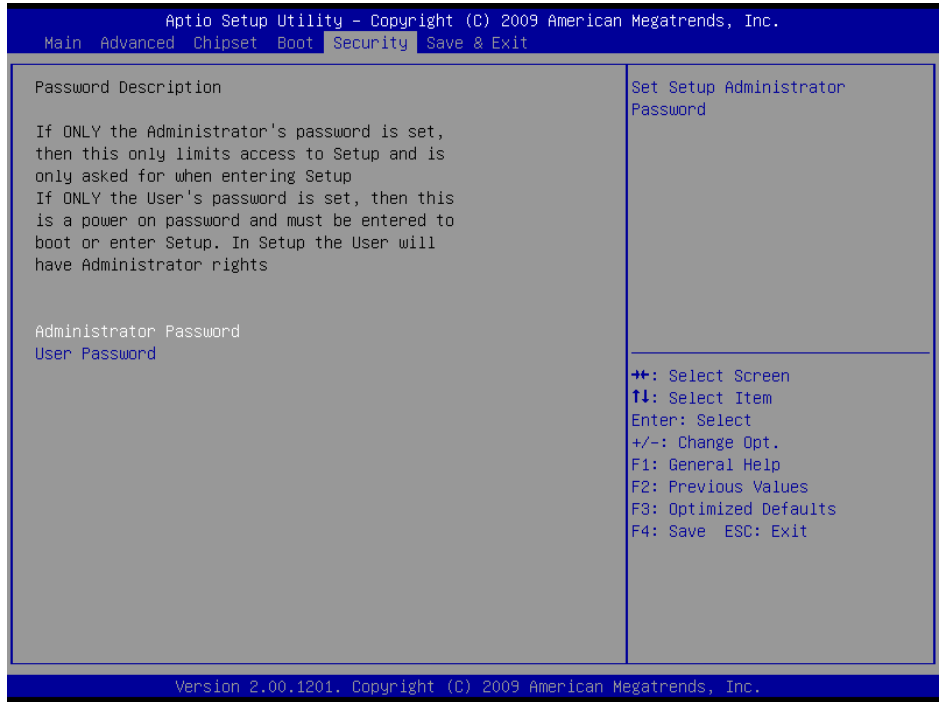 Aptio Setup Utility – Copyright (C) 2009 American Megatrends, Inc.
Main Advanced Chipset Boot Security Save & Exit
Password Description
If ONLY the Administrator's password is set,
then this only limits access to Setup and is
only asked for when entering Setup
If ONLY the User's password is set, then this
is a power on password and must be entered to
boot or enter Setup. In Setup the User will
have Administrator rights
Administrator Password
User Password
Set Setup Administrator
Password
→←: Select Screen
↑↓: Select Item
Enter: Select
+/-: Change Opt.
F1: General Help
F2: Previous Values
F3: Optimized Defaults
F4: Save ESC: Exit
Version 2.00.1201. Copyright (C) 2009 American Megatrends, Inc.